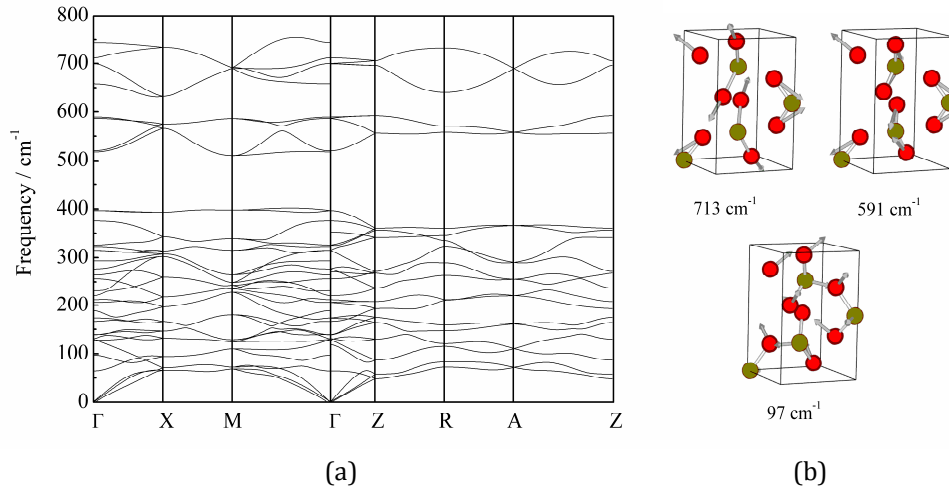 800
700
600
500
400
300
200
100
0
Frequency / cm⁻¹
Γ X M Γ Z R A Z
(a)
713 cm⁻¹ 591 cm⁻¹
97 cm⁻¹
(b)